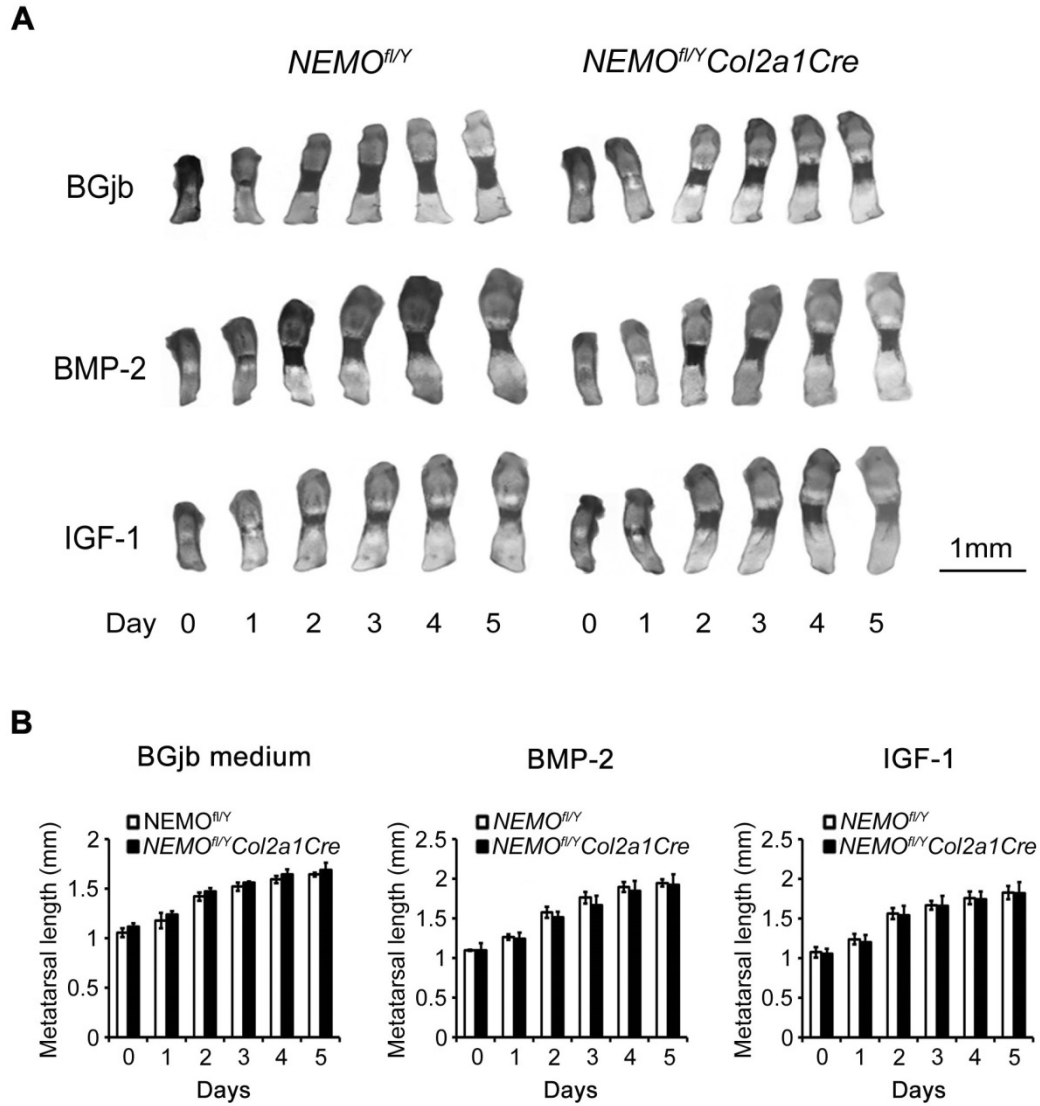 A
NEMOfl/Y NEMOfl/YCol2a1Cre
BGjb
BMP-2
IGF-1
1mm
Day 0 1 2 3 4 5 0 1 2 3 4 5
B
BGjb medium
NEMOfl/Y
NEMOfl/YCol2a1Cre
Metatarsal length (mm)
2
1.5
1
0.5
0
0 1 2 3 4 5
Days
BMP-2
NEMOfl/Y
NEMOfl/YCol2a1Cre
Metatarsal length (mm)
2.5
2
1.5
1
0.5
0
0 1 2 3 4 5
Days
IGF-1
NEMOfl/Y
NEMOfl/YCol2a1Cre
Metatarsal length (mm)
2.5
2
1.5
1
0.5
0
0 1 2 3 4 5
Days